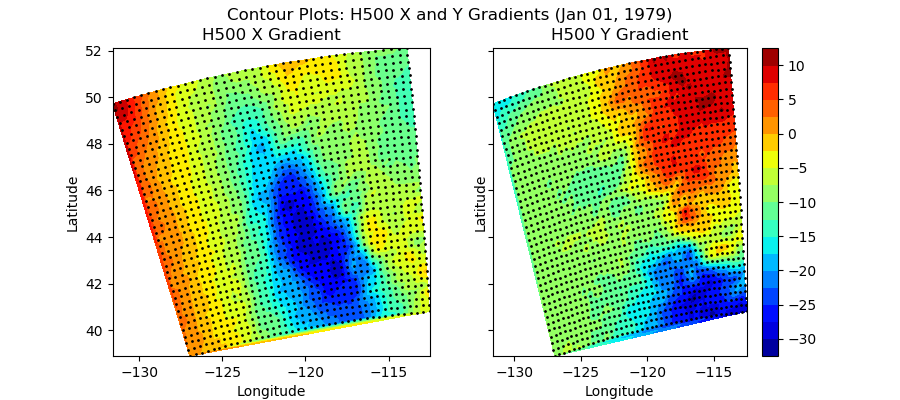 Contour Plots: H500 X and Y Gradients (Jan 01, 1979)
H500 X Gradient
H500 Y Gradient
52
50
48
46
44
42
40
Latitude
Latitude
10
5
0
−5
−10
−15
−20
−25
−30
−130 −125 −120 −115
−130 −125 −120 −115
Longitude
Longitude